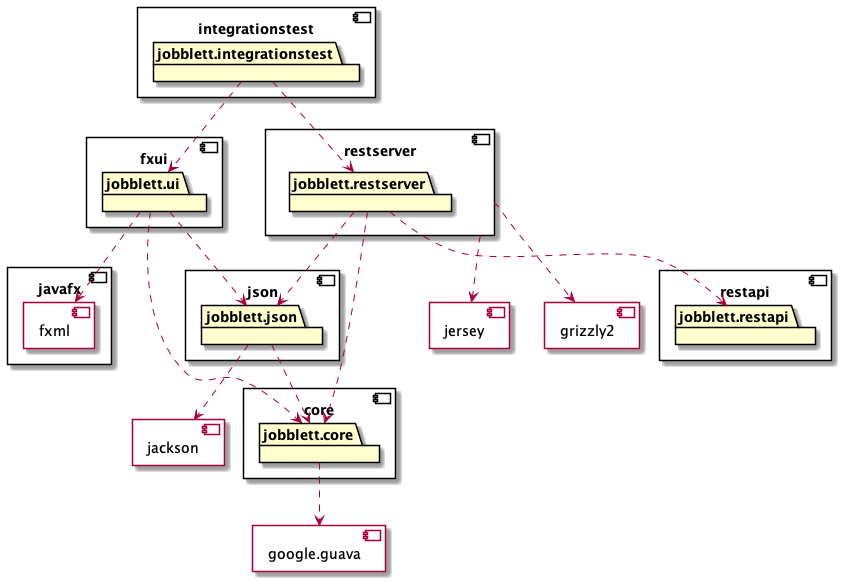 integrationstest
jobblett.integrationstest
fxui
jobblett.ui
restserver
jobblett.restserver
javafx
fxml
json
jobblett.json
jersey
grizzly2
restapi
jobblett.restapi
core
jobblett.core
jackson
google.guava